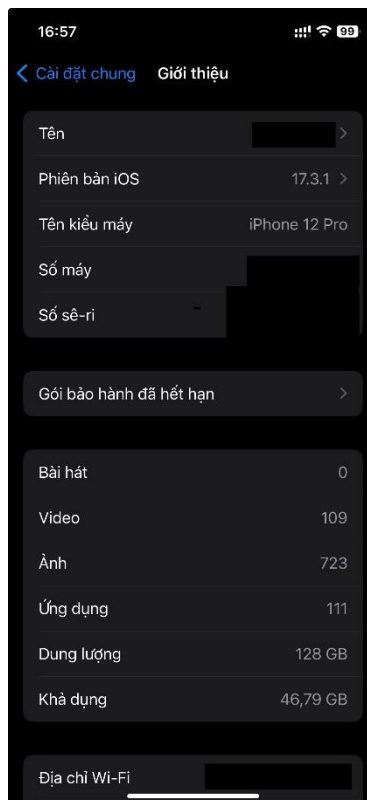 16:57 99
Cài đặt chung Giới thiệu
Tên
Phiên bản iOS 17.3.1
Tên kiểu máy iPhone 12 Pro
Số máy
Số sê-ri
Gói bảo hành đã hết hạn
Bài hát 0
Video 109
Ảnh 723
Ứng dụng 111
Dung lượng 128 GB
Khả dụng 46,79 GB
Địa chỉ Wi-Fi